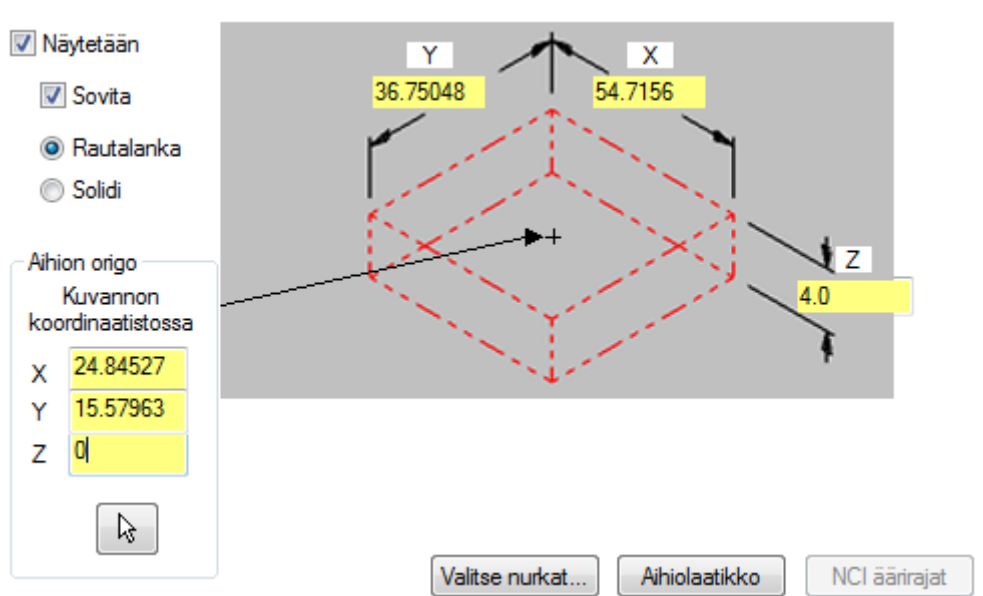 Näytetään
Sovita
Rautalanka
Solidi
Y
36.75048
X
54.7156
Z
4.0
Aihion origo
Kuvannon
koordinaatistossa
X 24.84527
Y 15.57963
Z 0
Valitse nurkat... Aihiolaatikko NCI äärirajat